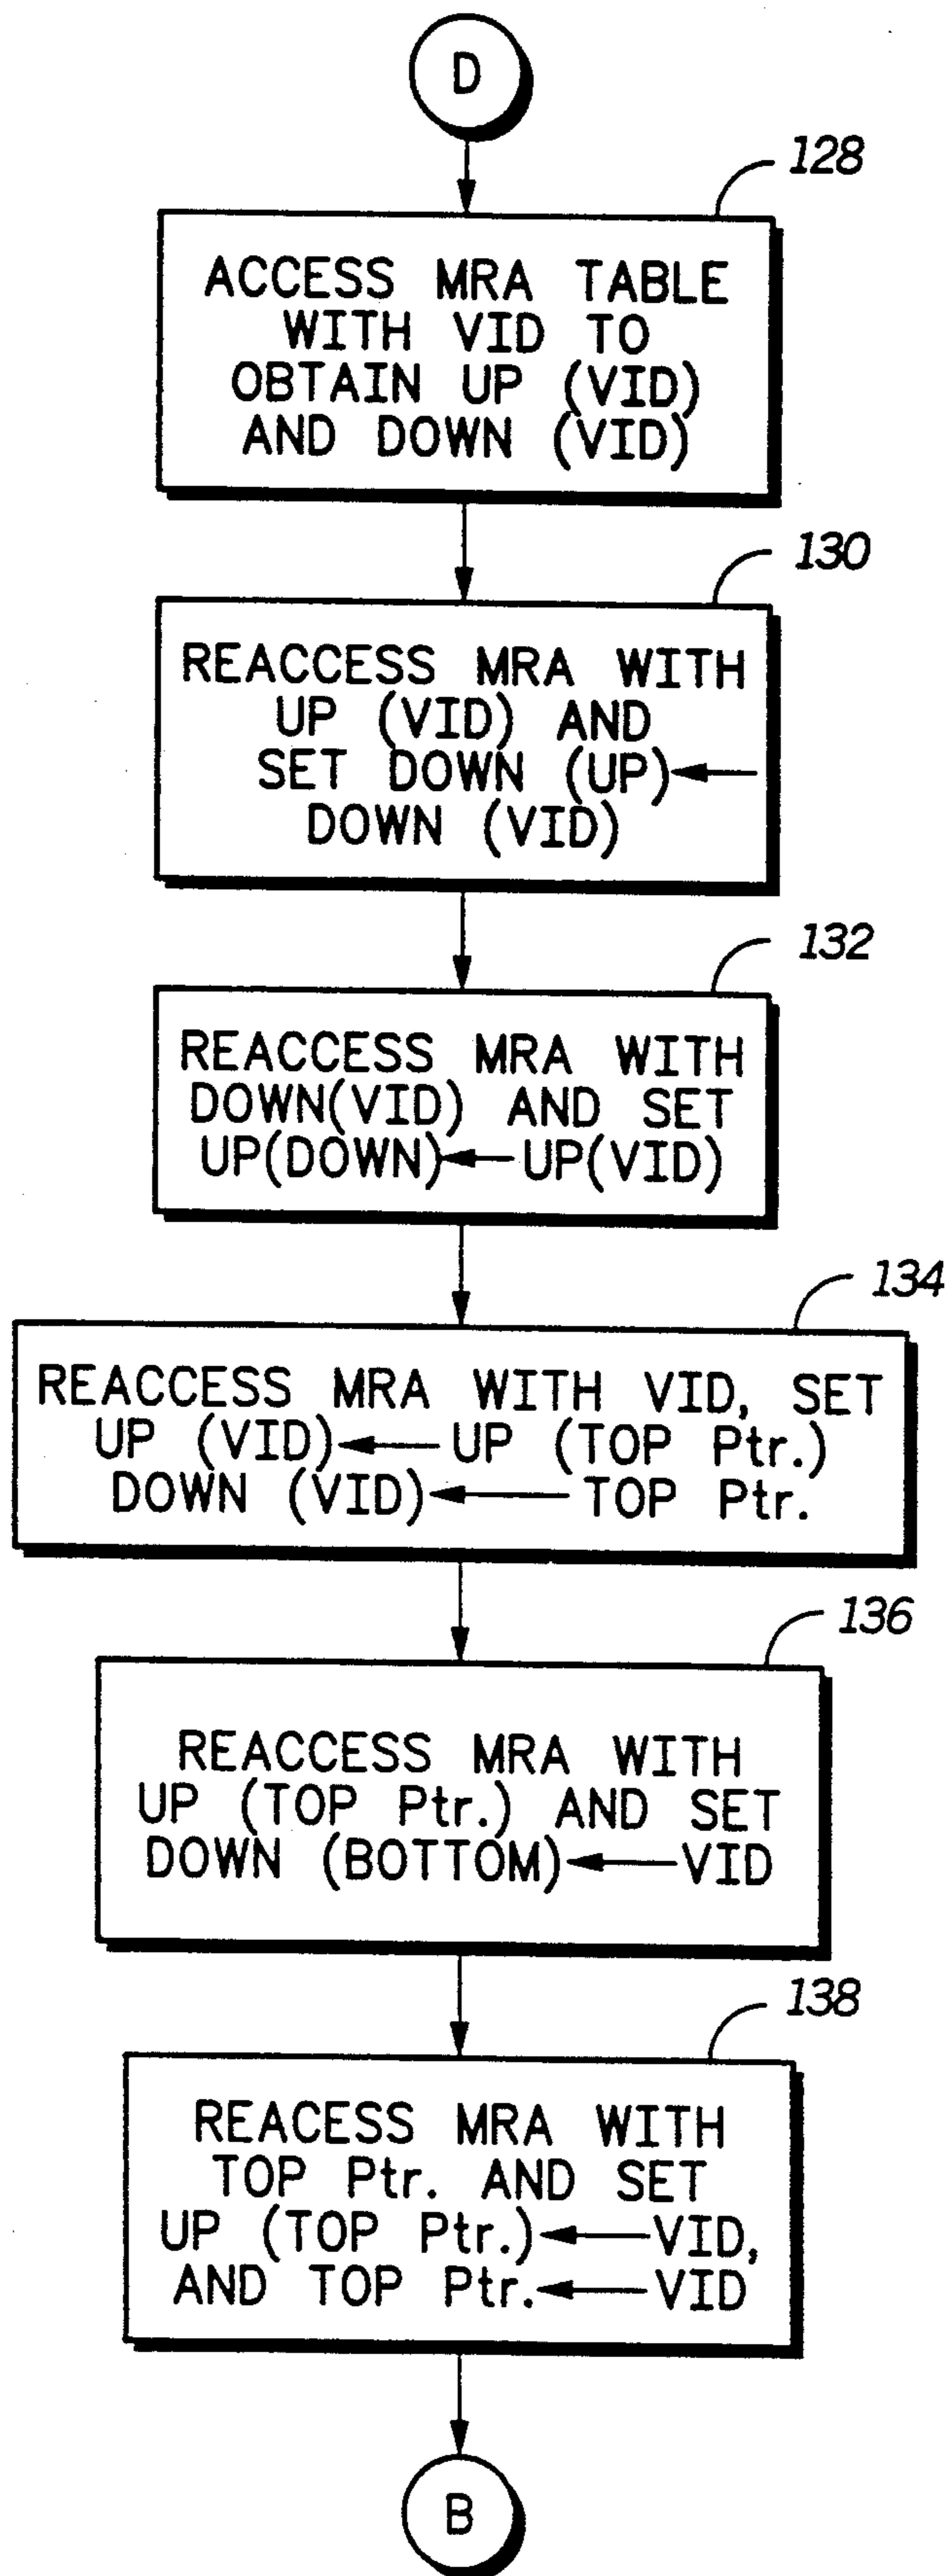 D
128
ACCESS MRA TABLE
WITH VID TO
OBTAIN UP (VID)
AND DOWN (VID)
130
REACCESS MRA WITH
UP (VID) AND
SET DOWN (UP)←
DOWN (VID)
132
REACCESS MRA WITH
DOWN(VID) AND SET
UP(DOWN)←UP(VID)
134
REACCESS MRA WITH VID, SET
UP (VID)←UP (TOP Ptr.)
DOWN (VID)←TOP Ptr.
136
REACCESS MRA WITH
UP (TOP Ptr.) AND SET
DOWN (BOTTOM)←VID
138
REACESS MRA WITH
TOP Ptr. AND SET
UP (TOP Ptr.)←VID,
AND TOP Ptr.←VID
B